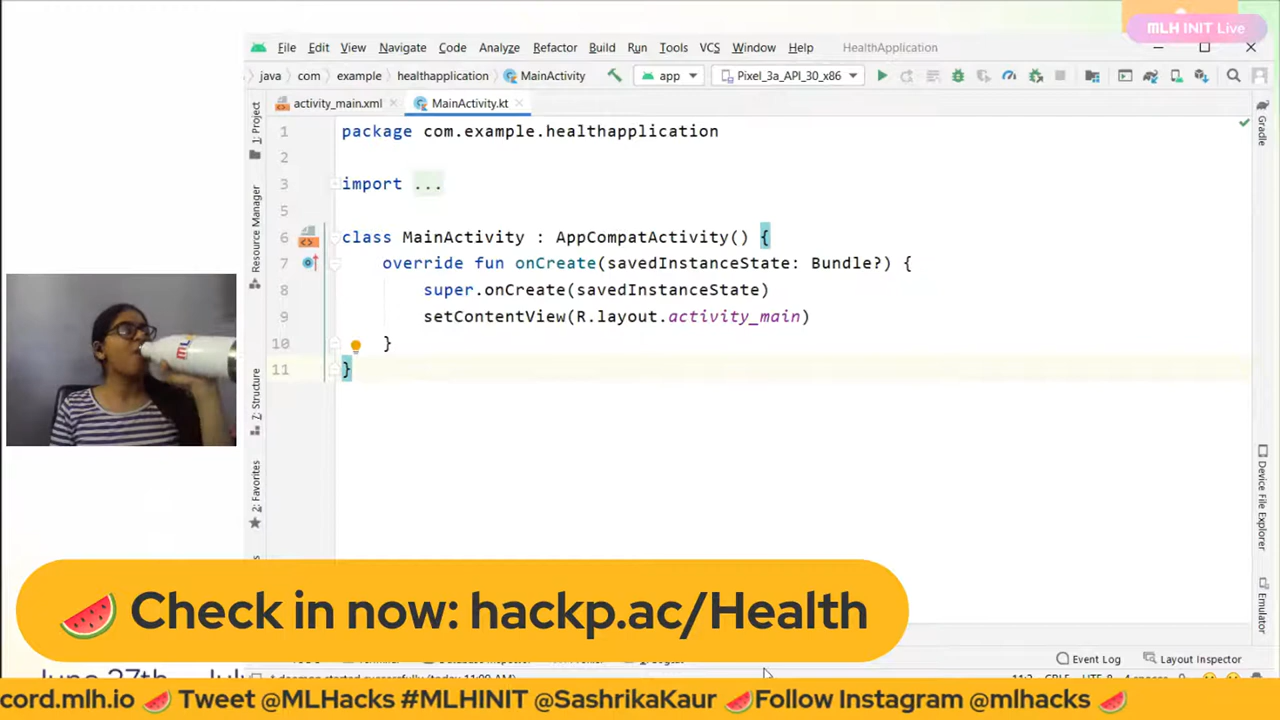 MLH INIT Live
File Edit View Navigate Code Analyze Refactor Build Run Tools VCS Window Help HealthApplication
java com example healthapplication MainActivity app Pixel_3a_API_30_x86
activity_main.xml MainActivity.kt
1: Project
Resource Manager
7: Structure
2: Favorites
1 package com.example.healthapplication
2
3 import ...
5
6 class MainActivity : AppCompatActivity() {
7 override fun onCreate(savedInstanceState: Bundle?) {
8 super.onCreate(savedInstanceState)
9 setContentView(R.layout.activity_main)
10 }
11 }
Gradle
Device File Explorer
Emulator
ML
🍉 Check in now: hackp.ac/Health
Event Log Layout Inspector
cord.mlh.io 🍉 Tweet @MLHacks #MLHINIT @SashrikaKaur 🍉Follow Instagram @mlhacks 🍉